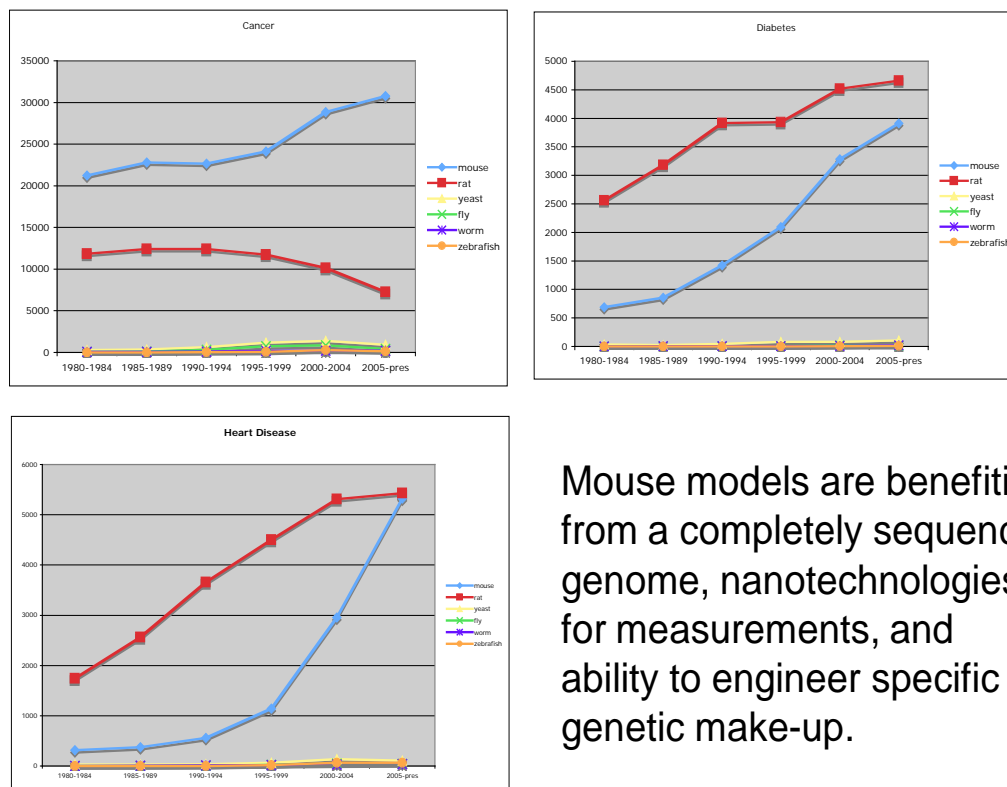 Cancer
35000
30000
25000
20000
15000
10000
5000
0
1980-1984 1985-1989 1990-1994 1995-1999 2000-2004 2005-pres
mouse
rat
yeast
fly
worm
zebrafish
Diabetes
5000
4500
4000
3500
3000
2500
2000
1500
1000
500
0
1980-1984 1985-1989 1990-1994 1995-1999 2000-2004 2005-pres
mouse
rat
yeast
fly
worm
zebrafish
Heart Disease
6000
5000
4000
3000
2000
1000
0
1980-1984 1985-1989 1990-1994 1995-1999 2000-2004 2005-pres
mouse
rat
yeast
fly
worm
zebrafish
Mouse models are benefiti
from a completely sequenc
genome, nanotechnologies
for measurements, and
ability to engineer specific
genetic make-up.